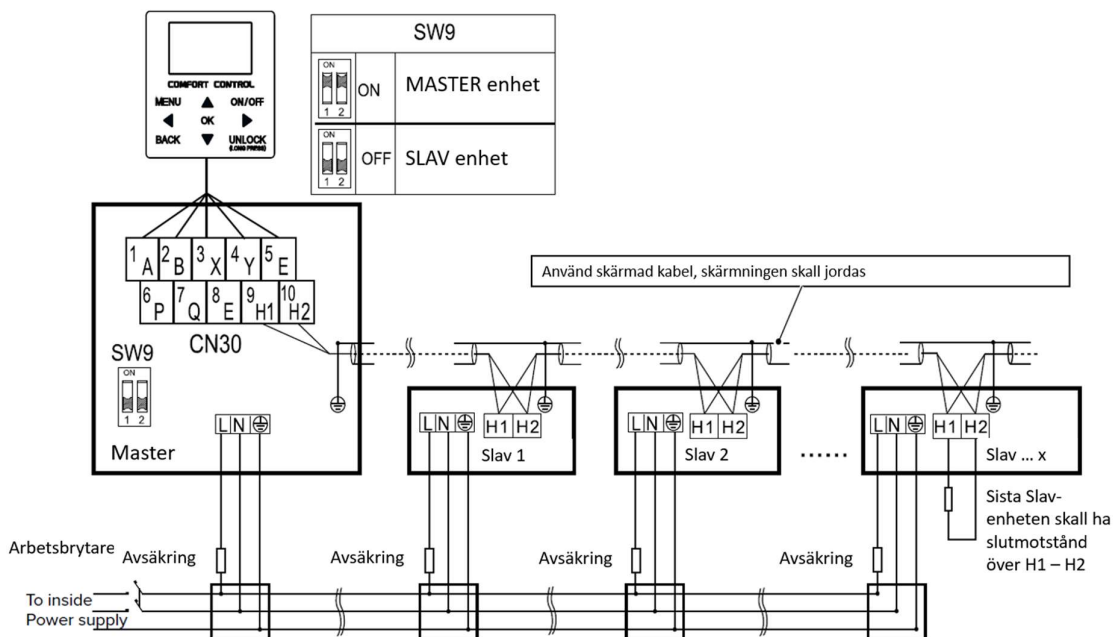 SW9
ON
1 2
ON
MASTER enhet
ON
1 2
OFF
SLAV enhet
COMFORT CONTROL
MENU ON/OFF
OK
BACK UNLOCK
(LONG PRESS)
1 A 2 B 3 X 4 Y 5 E
6 P 7 Q 8 E 9 H1 10 H2
CN30
SW9
ON
1 2
Master
L N
Använd skärmad kabel, skärmningen skall jordas
L N H1 H2
Slav 1
L N H1 H2
Slav 2
......
L N H1 H2
Slav ... x
Sista Slav-
enheten skall ha
slutmotstånd
över H1 – H2
Arbetsbrytare
Avsäkring
Avsäkring
Avsäkring
Avsäkring
To inside
Power supply